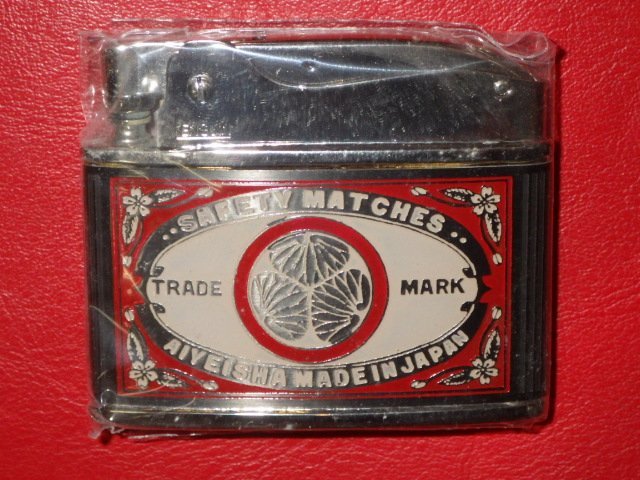 ..SAFETY MATCHES..
TRADE MARK
AIYEISHA MADE IN JAPAN